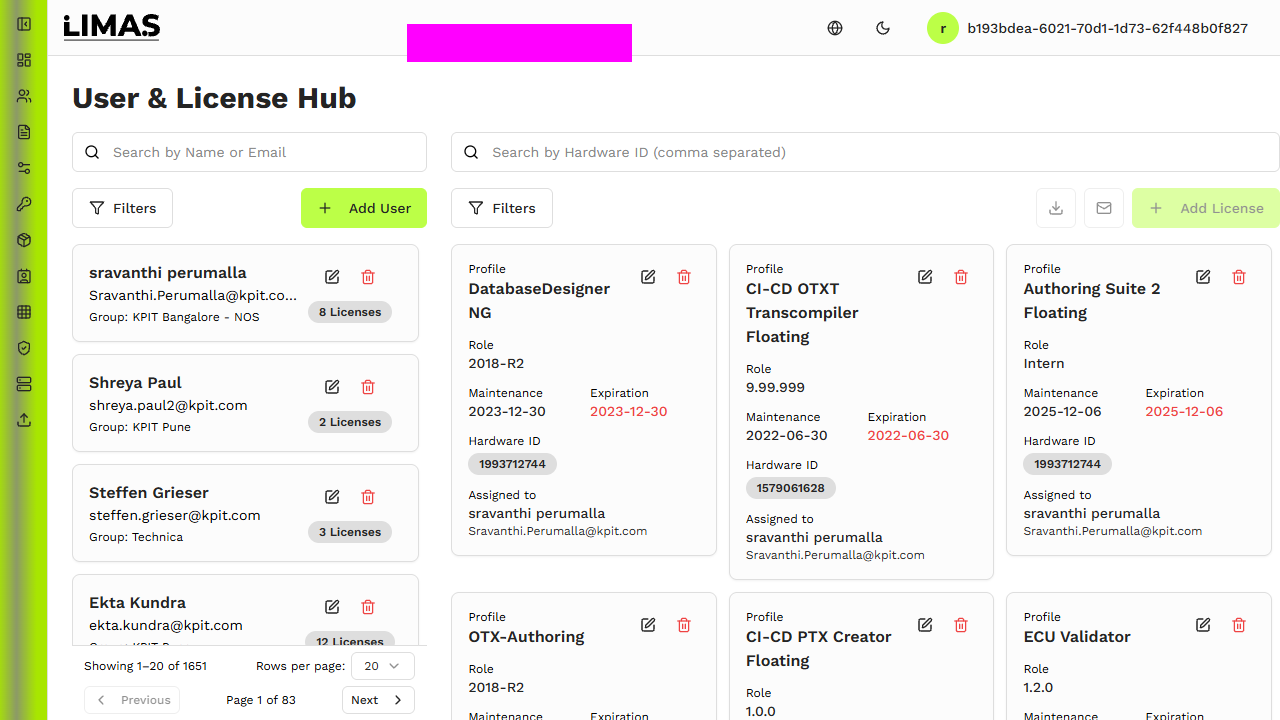 LIMAS
r
b193bdea-6021-70d1-1d73-62f448b0f827
User & License Hub
Search by Name or Email
Search by Hardware ID (comma separated)
Filters
Add User
Filters
Add License
sravanthi perumalla
Sravanthi.Perumalla@kpit.co...
Group: KPIT Bangalore - NOS
8 Licenses
Shreya Paul
shreya.paul2@kpit.com
Group: KPIT Pune
2 Licenses
Steffen Grieser
steffen.grieser@kpit.com
Group: Technica
3 Licenses
Ekta Kundra
ekta.kundra@kpit.com
12 Licenses
Showing 1–20 of 1651
Rows per page:
20
Previous
Page 1 of 83
Next
Profile
DatabaseDesigner
NG
Role
2018-R2
Maintenance
Expiration
2023-12-30
2023-12-30
Hardware ID
1993712744
Assigned to
sravanthi perumalla
Sravanthi.Perumalla@kpit.com
Profile
CI-CD OTXT
Transcompiler
Floating
Role
9.99.999
Maintenance
Expiration
2022-06-30
2022-06-30
Hardware ID
1579061628
Assigned to
sravanthi perumalla
Sravanthi.Perumalla@kpit.com
Profile
Authoring Suite 2
Floating
Role
Intern
Maintenance
Expiration
2025-12-06
2025-12-06
Hardware ID
1993712744
Assigned to
sravanthi perumalla
Sravanthi.Perumalla@kpit.com
Profile
OTX-Authoring
Role
2018-R2
Maintenance
Expiration
Profile
CI-CD PTX Creator
Floating
Role
1.0.0
Profile
ECU Validator
Role
1.2.0
Maintenance
Expiration